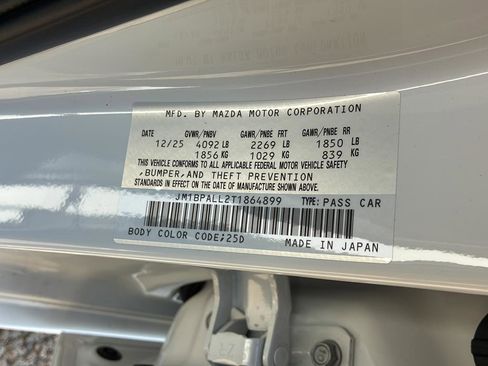 MFD. BY MAZDA MOTOR CORPORATION
GVWR/PNBV GAWR/PNBE FRT GAWR/PNBE RR
12/25 4092 LB 2269 LB 1850 LB
1856 KG 1029 KG 839 KG
THIS VEHICLE CONFORMS TO ALL APPLICABLE FEDERAL MOTOR VEHICLE SAFETY
,BUMPER, AND THEFT PREVENTION
STANDARDS IN EFFECT ON THE DATE OF MANUFACTURE SHOWN ABOVE.
JM1BPALL2T1864899 TYPE: PASS CAR
BODY COLOR CODE;25D MADE IN JAPAN